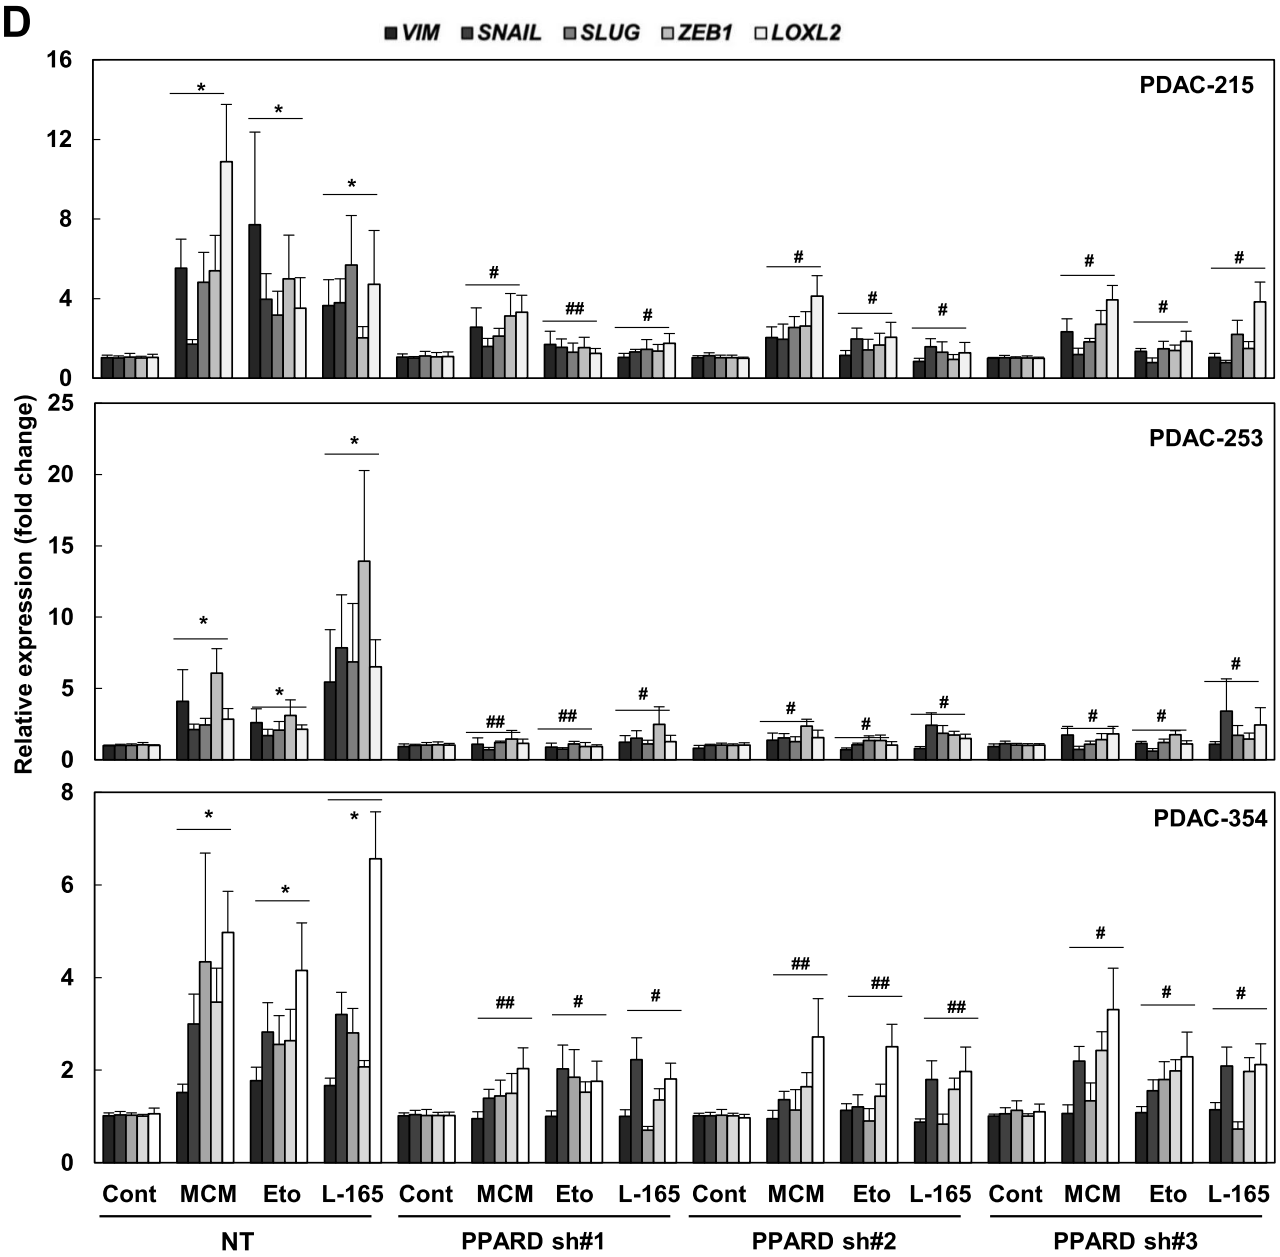 D
VIM SNAIL SLUG ZEB1 LOXL2
Relative expression (fold change)
16
12
8
4
0
PDAC-215
* * * # ## # # # # # # #
25
20
15
10
5
0
PDAC-253
* * * ## ## # # # # # # #
8
6
4
2
0
PDAC-354
* * * ## # # ## ## ## # # #
Cont MCM Eto L-165 Cont MCM Eto L-165 Cont MCM Eto L-165 Cont MCM Eto L-165
NT PPARD sh#1 PPARD sh#2 PPARD sh#3